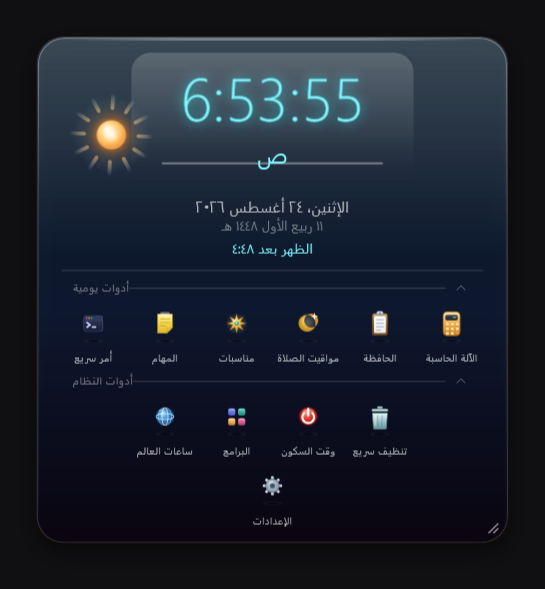 6:53:55
ص
الإثنين، ٢٤ أغسطس ٢٠٢٦
١١ ربيع الأول ١٤٤٨ هـ
الظهر بعد ٤:٤٨
أدوات يومية
الآلة الحاسبة
الحافظة
مواقيت الصلاة
مناسبات
المهام
أمر سريع
أدوات النظام
تنظيف سريع
وقت السكون
البرامج
ساعات العالم
الإعدادات